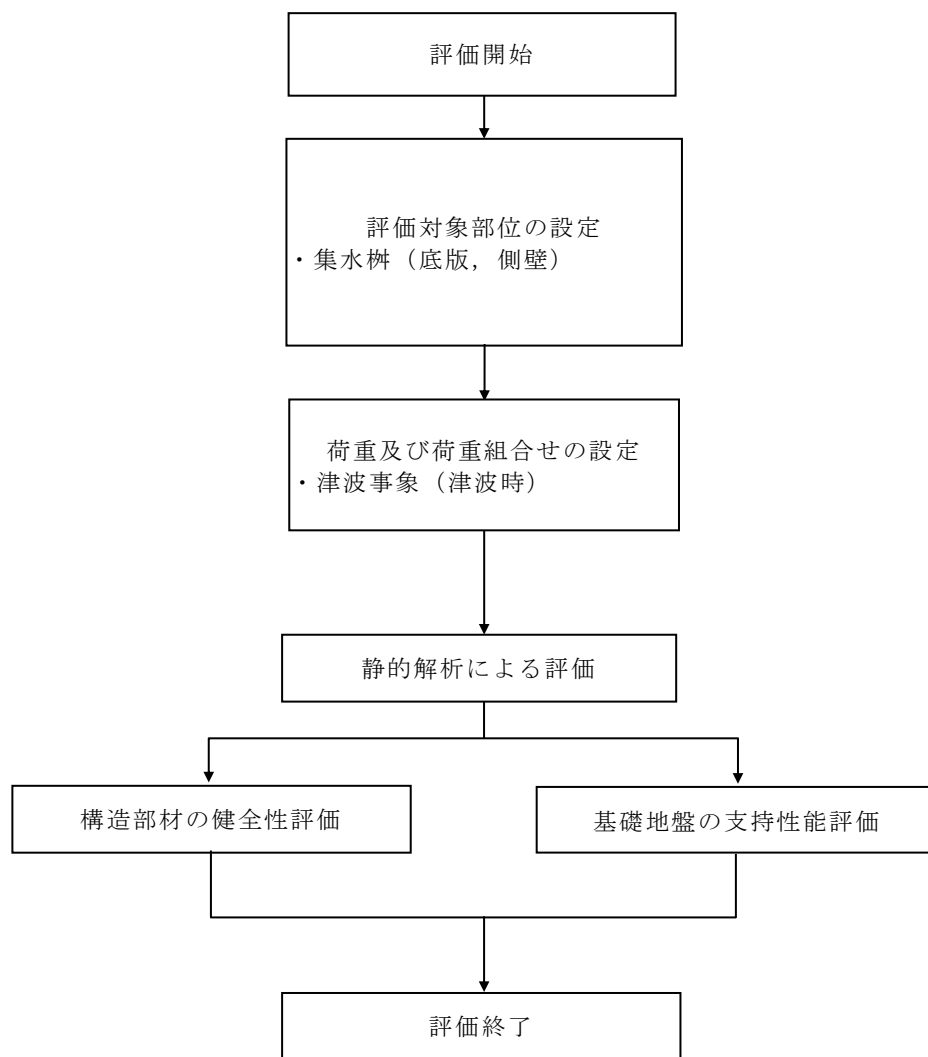 評価開始
評価対象部位の設定
・集水桝（底版，側壁）
荷重及び荷重組合せの設定
・津波事象（津波時）
静的解析による評価
構造部材の健全性評価
基礎地盤の支持性能評価
評価終了